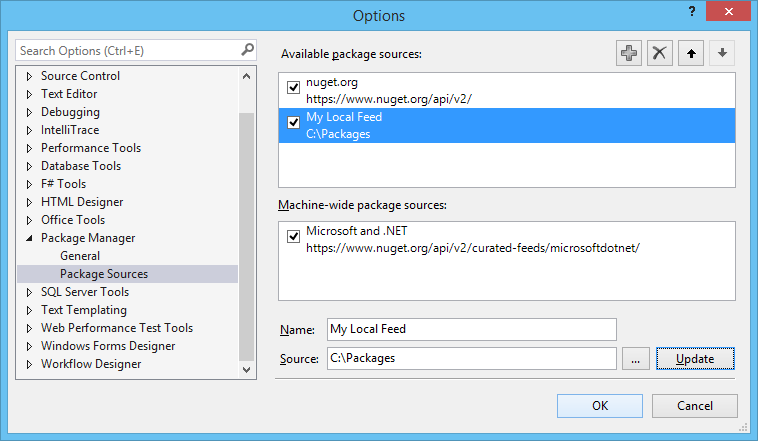 Options
?
Search Options (Ctrl+E)
Source Control
Text Editor
Debugging
IntelliTrace
Performance Tools
Database Tools
F# Tools
HTML Designer
Office Tools
Package Manager
General
Package Sources
SQL Server Tools
Text Templating
Web Performance Test Tools
Windows Forms Designer
Workflow Designer
Available package sources:
nuget.org
https://www.nuget.org/api/v2/
My Local Feed
C:\Packages
Machine-wide package sources:
Microsoft and .NET
https://www.nuget.org/api/v2/curated-feeds/microsoftdotnet/
Name: My Local Feed
Source: C:\Packages ... Update
OK Cancel